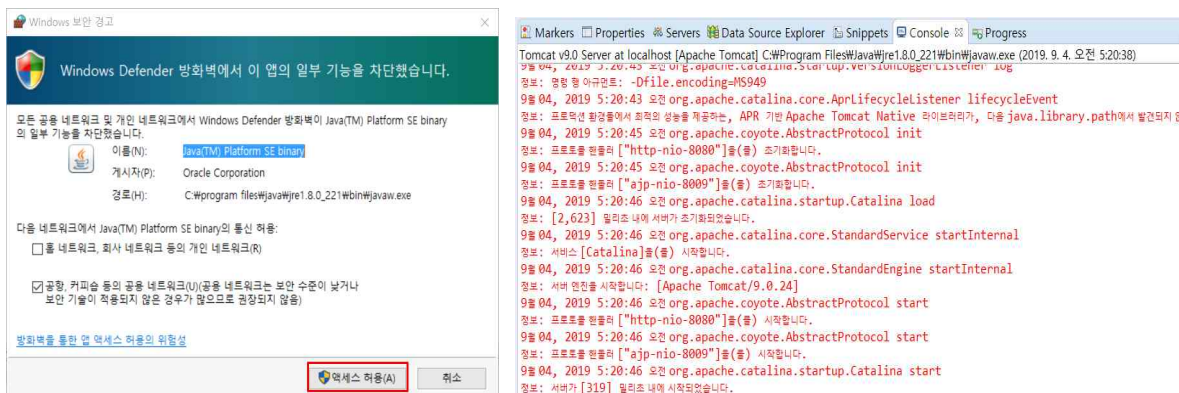 Windows 보안 경고
Windows Defender 방화벽에서 이 앱의 일부 기능을 차단했습니다.
모든 공용 네트워크 및 개인 네트워크에서 Windows Defender 방화벽이 Java(TM) Platform SE binary
의 일부 기능을 차단했습니다.
이름(N): Java(TM) Platform SE binary
게시자(P): Oracle Corporation
경로(H): C:₩program files₩java₩jre1.8.0_221₩bin₩javaw.exe
다음 네트워크에서 Java(TM) Platform SE binary의 통신 허용:
홈 네트워크, 회사 네트워크 등의 개인 네트워크(R)
공항, 커피숍 등의 공용 네트워크(U)(공용 네트워크는 보안 수준이 낮거나
보안 기술이 적용되지 않은 경우가 많으므로 권장되지 않음)
방화벽을 통한 앱 액세스 허용의 위험성
액세스 허용(A) 취소
Markers Properties Servers Data Source Explorer Snippets Console Progress
Tomcat v9.0 Server at localhost [Apache Tomcat] C:₩Program Files₩Java₩jre1.8.0_221₩bin₩javaw.exe (2019. 9. 4. 오전 5:20:38)
9월 04, 2019 5:20:43 오전 org.apache.catalina.startup.VersionLoggerListener log
정보: 명령 행 아규먼트: -Dfile.encoding=MS949
9월 04, 2019 5:20:43 오전 org.apache.catalina.core.AprLifecycleListener lifecycleEvent
정보: 프로덕션 환경들에서 최적의 성능을 제공하는, APR 기반 Apache Tomcat Native 라이브러리가, 다음 java.library.path에서 발견되지
9월 04, 2019 5:20:45 오전 org.apache.coyote.AbstractProtocol init
정보: 프로토콜 핸들러 ["http-nio-8080"]을(를) 초기화합니다.
9월 04, 2019 5:20:45 오전 org.apache.coyote.AbstractProtocol init
정보: 프로토콜 핸들러 ["ajp-nio-8009"]을(를) 초기화합니다.
9월 04, 2019 5:20:46 오전 org.apache.catalina.startup.Catalina load
정보: [2,623] 밀리초 내에 서버가 초기화되었습니다.
9월 04, 2019 5:20:46 오전 org.apache.catalina.core.StandardService startInternal
정보: 서비스 [Catalina]을(를) 시작합니다.
9월 04, 2019 5:20:46 오전 org.apache.catalina.core.StandardEngine startInternal
정보: 서버 엔진을 시작합니다: [Apache Tomcat/9.0.24]
9월 04, 2019 5:20:46 오전 org.apache.coyote.AbstractProtocol start
정보: 프로토콜 핸들러 ["http-nio-8080"]을(를) 시작합니다.
9월 04, 2019 5:20:46 오전 org.apache.coyote.AbstractProtocol start
정보: 프로토콜 핸들러 ["ajp-nio-8009"]을(를) 시작합니다.
9월 04, 2019 5:20:46 오전 org.apache.catalina.startup.Catalina start
정보: 서버가 [319] 밀리초 내에 시작되었습니다.